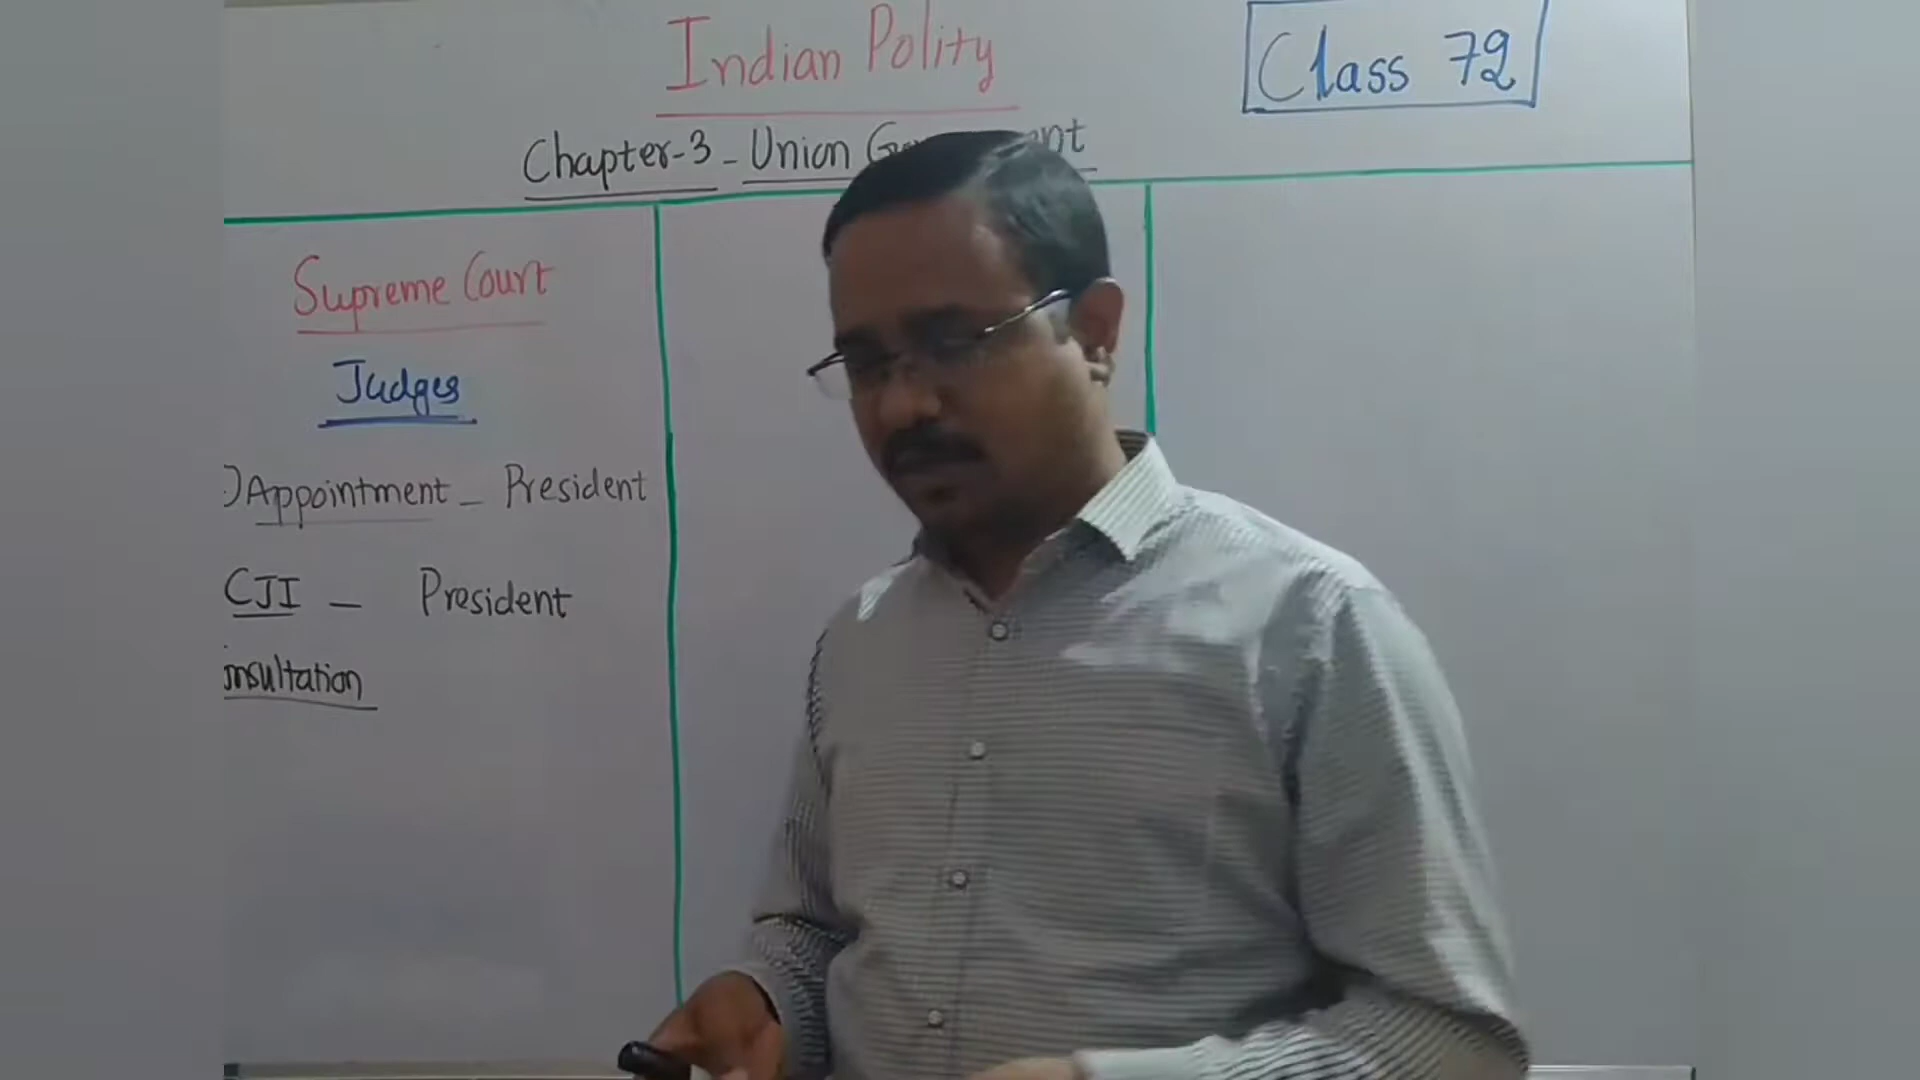 Indian Polity
Class 72
Chapter-3 - Union
Supreme Court
Judges
) Appointment - President
CJI - President
nsultation